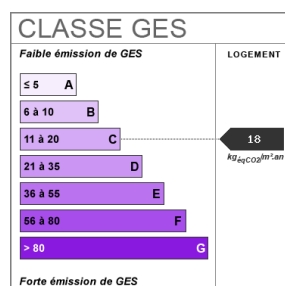 CLASSE GES
Faible émission de GES
LOGEMENT
≤ 5 A
6 à 10 B
11 à 20 C
18
kgéqCO2/m².an
21 à 35 D
36 à 55 E
56 à 80 F
> 80 G
Forte émission de GES